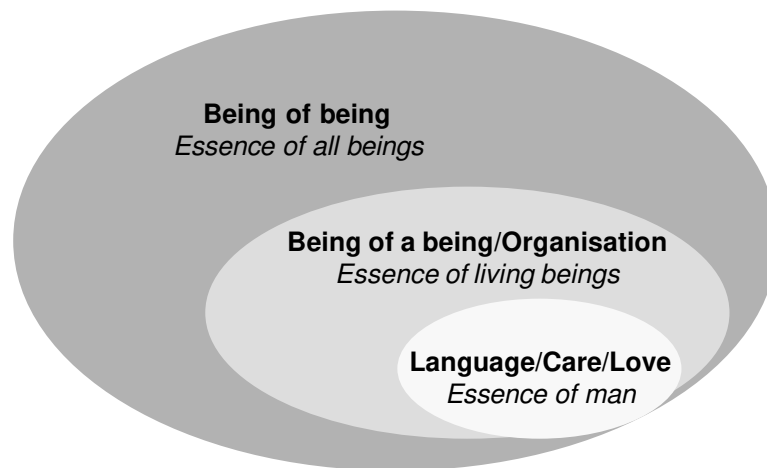 Being of being
Essence of all beings
Being of a being/Organisation
Essence of living beings
Language/Care/Love
Essence of man